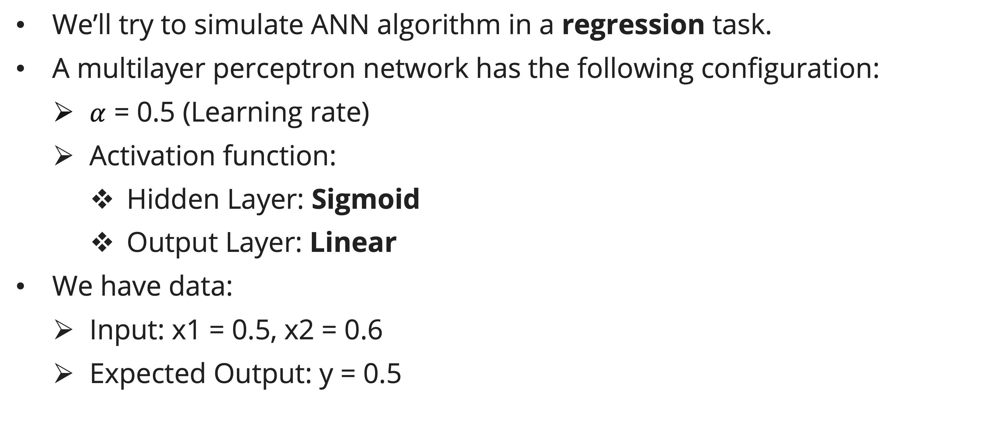 • We’ll try to simulate ANN algorithm in a regression task.
• A multilayer perceptron network has the following configuration:
➢ 𝛼 = 0.5 (Learning rate)
➢ Activation function:
❖ Hidden Layer: Sigmoid
❖ Output Layer: Linear
• We have data:
➢ Input: x1 = 0.5, x2 = 0.6
➢ Expected Output: y = 0.5